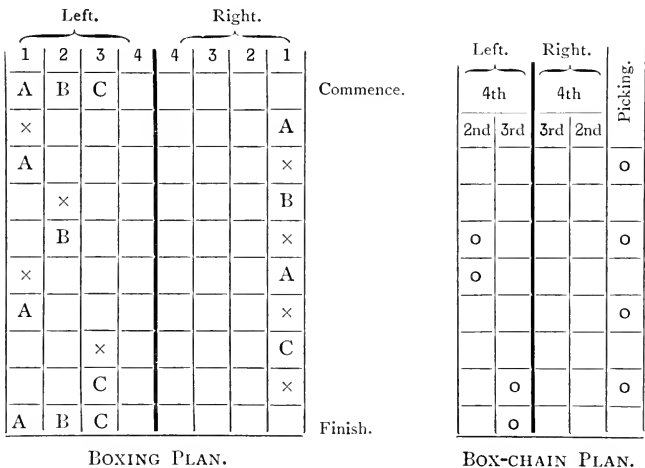 Left. Right.
1 2 3 4 4 3 2 1
A B C Commence.
× A
A ×
× B
B ×
× A
A ×
× C
C ×
A B C Finish.
BOXING PLAN.
Left. Right. Picking.
4th 4th
2nd 3rd 3rd 2nd
o
o o
o
o
o o
o
BOX-CHAIN PLAN.